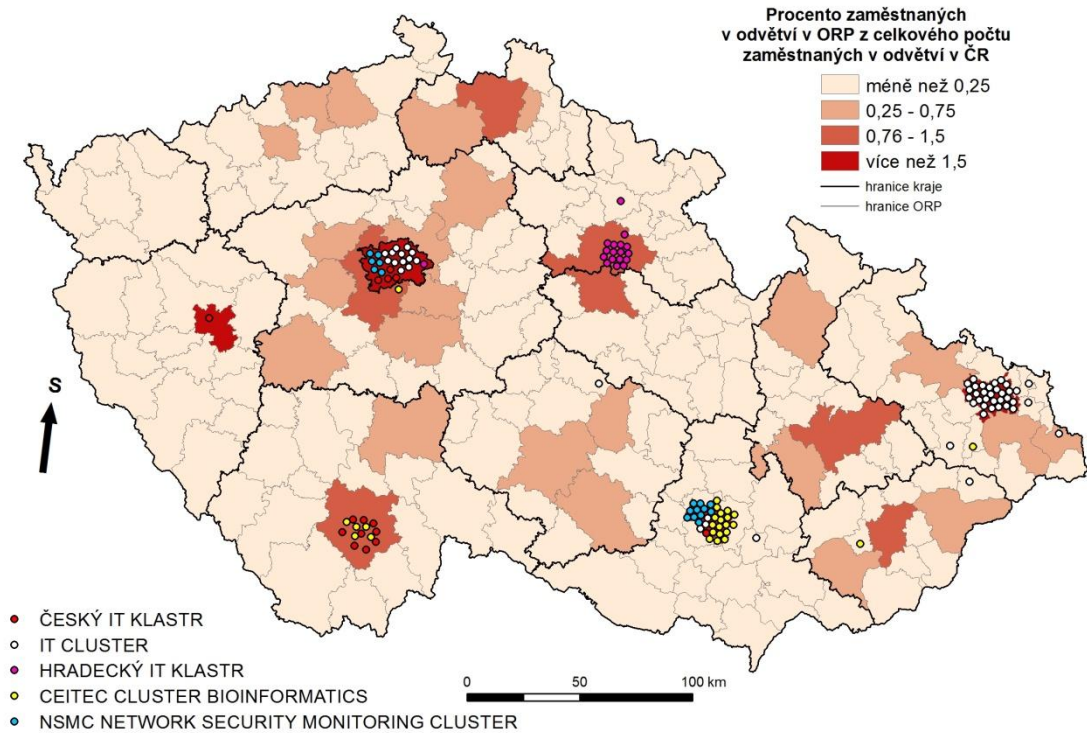 Procento zaměstnaných
v odvětví v ORP z celkového počtu
zaměstnaných v odvětví v ČR
méně než 0,25
0,25 - 0,75
0,76 - 1,5
více než 1,5
hranice kraje
hranice ORP
S
ČESKÝ IT KLASTR
IT CLUSTER
HRADECKÝ IT KLASTR
CEITEC CLUSTER BIOINFORMATICS
NSMC NETWORK SECURITY MONITORING CLUSTER
0 50 100 km